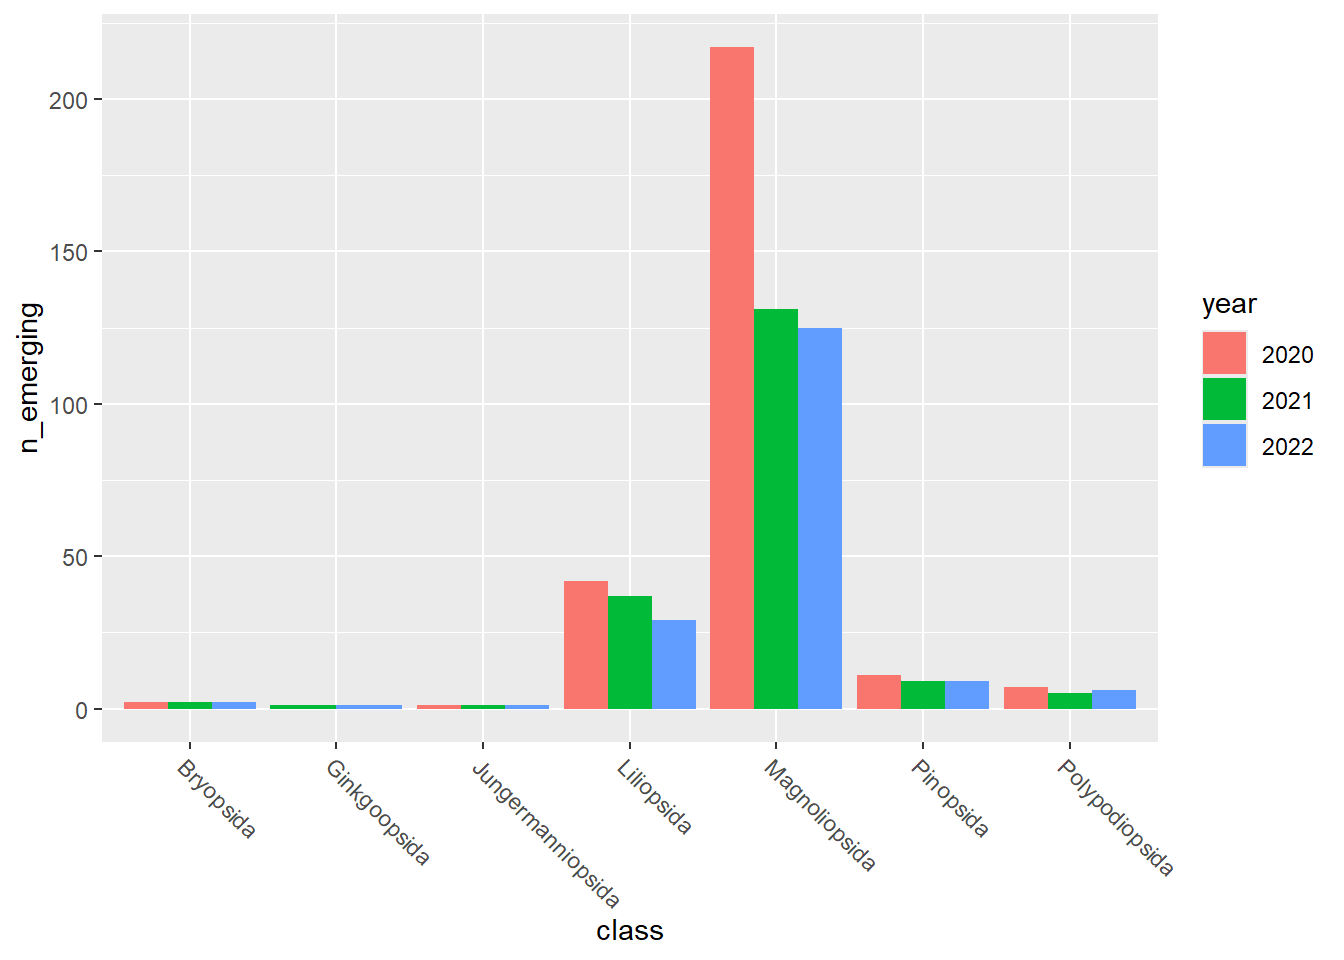 n_emerging
200
150
100
50
0
Bryopsida
Ginkgoopsida
Jungermanniopsida
Liliopsida
Magnoliopsida
Pinopsida
Polypodiopsida
class
year
2020
2021
2022